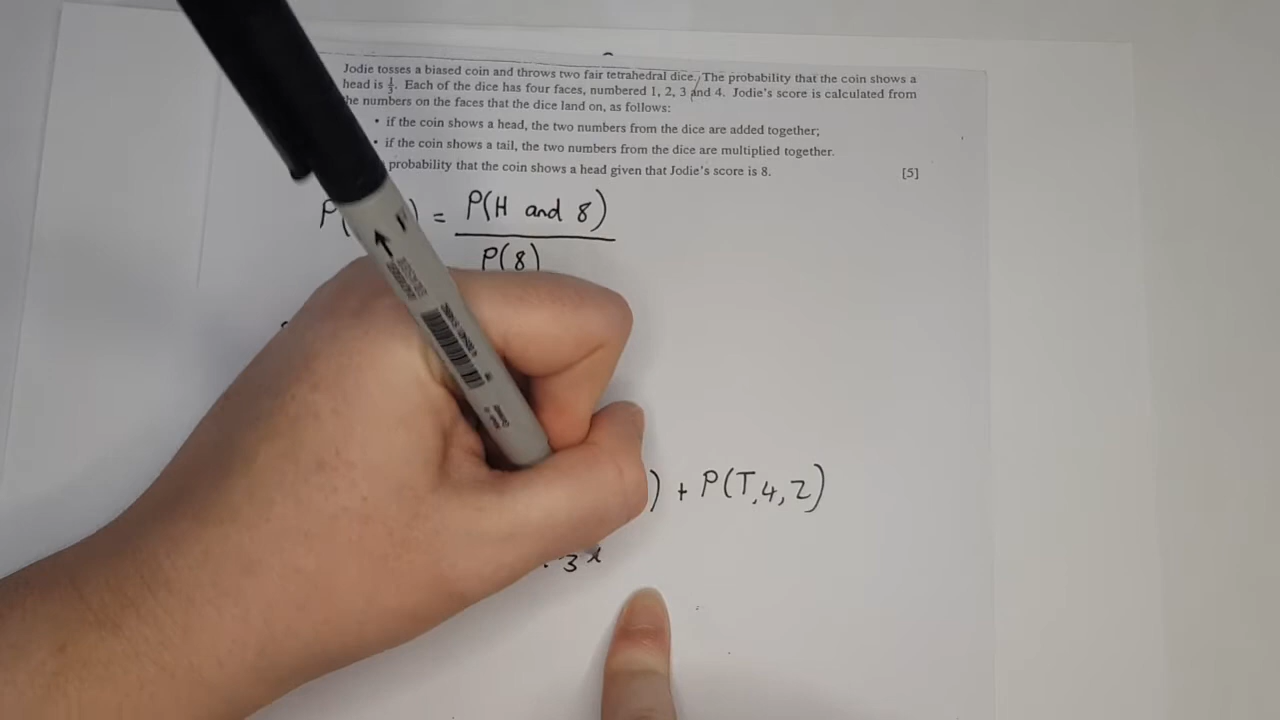 Jodie tosses a biased coin and throws two fair tetrahedral dice. The probability that the coin shows a
head is 1/3. Each of the dice has four faces, numbered 1, 2, 3 and 4. Jodie's score is calculated from
the numbers on the faces that the dice land on, as follows:
• if the coin shows a head, the two numbers from the dice are added together;
• if the coin shows a tail, the two numbers from the dice are multiplied together.
probability that the coin shows a head given that Jodie's score is 8. [5]
P( ) = P(H and 8)
P(8)
) + P(T,4,2)
3 x